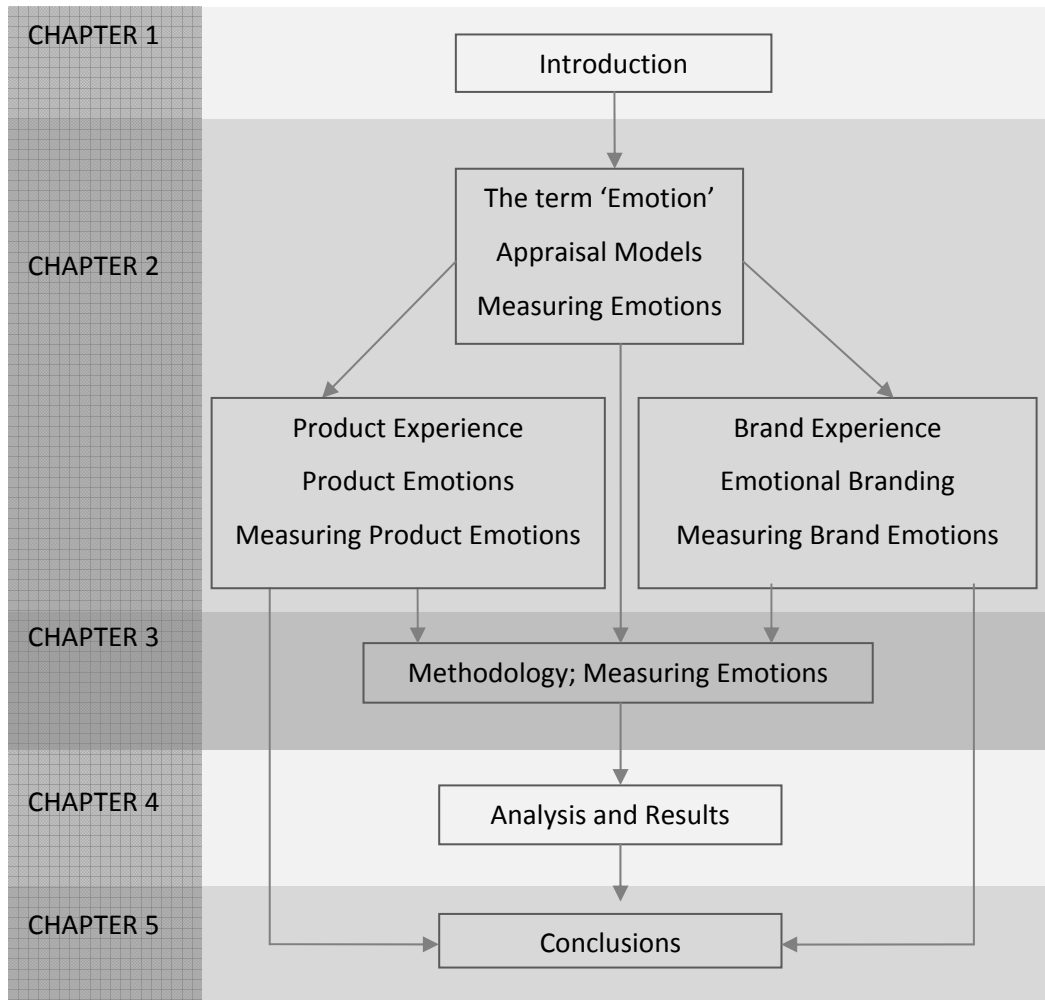 CHAPTER 1
Introduction
CHAPTER 2
The term ‘Emotion’
Appraisal Models
Measuring Emotions
Product Experience
Product Emotions
Measuring Product Emotions
Brand Experience
Emotional Branding
Measuring Brand Emotions
CHAPTER 3
Methodology; Measuring Emotions
CHAPTER 4
Analysis and Results
CHAPTER 5
Conclusions